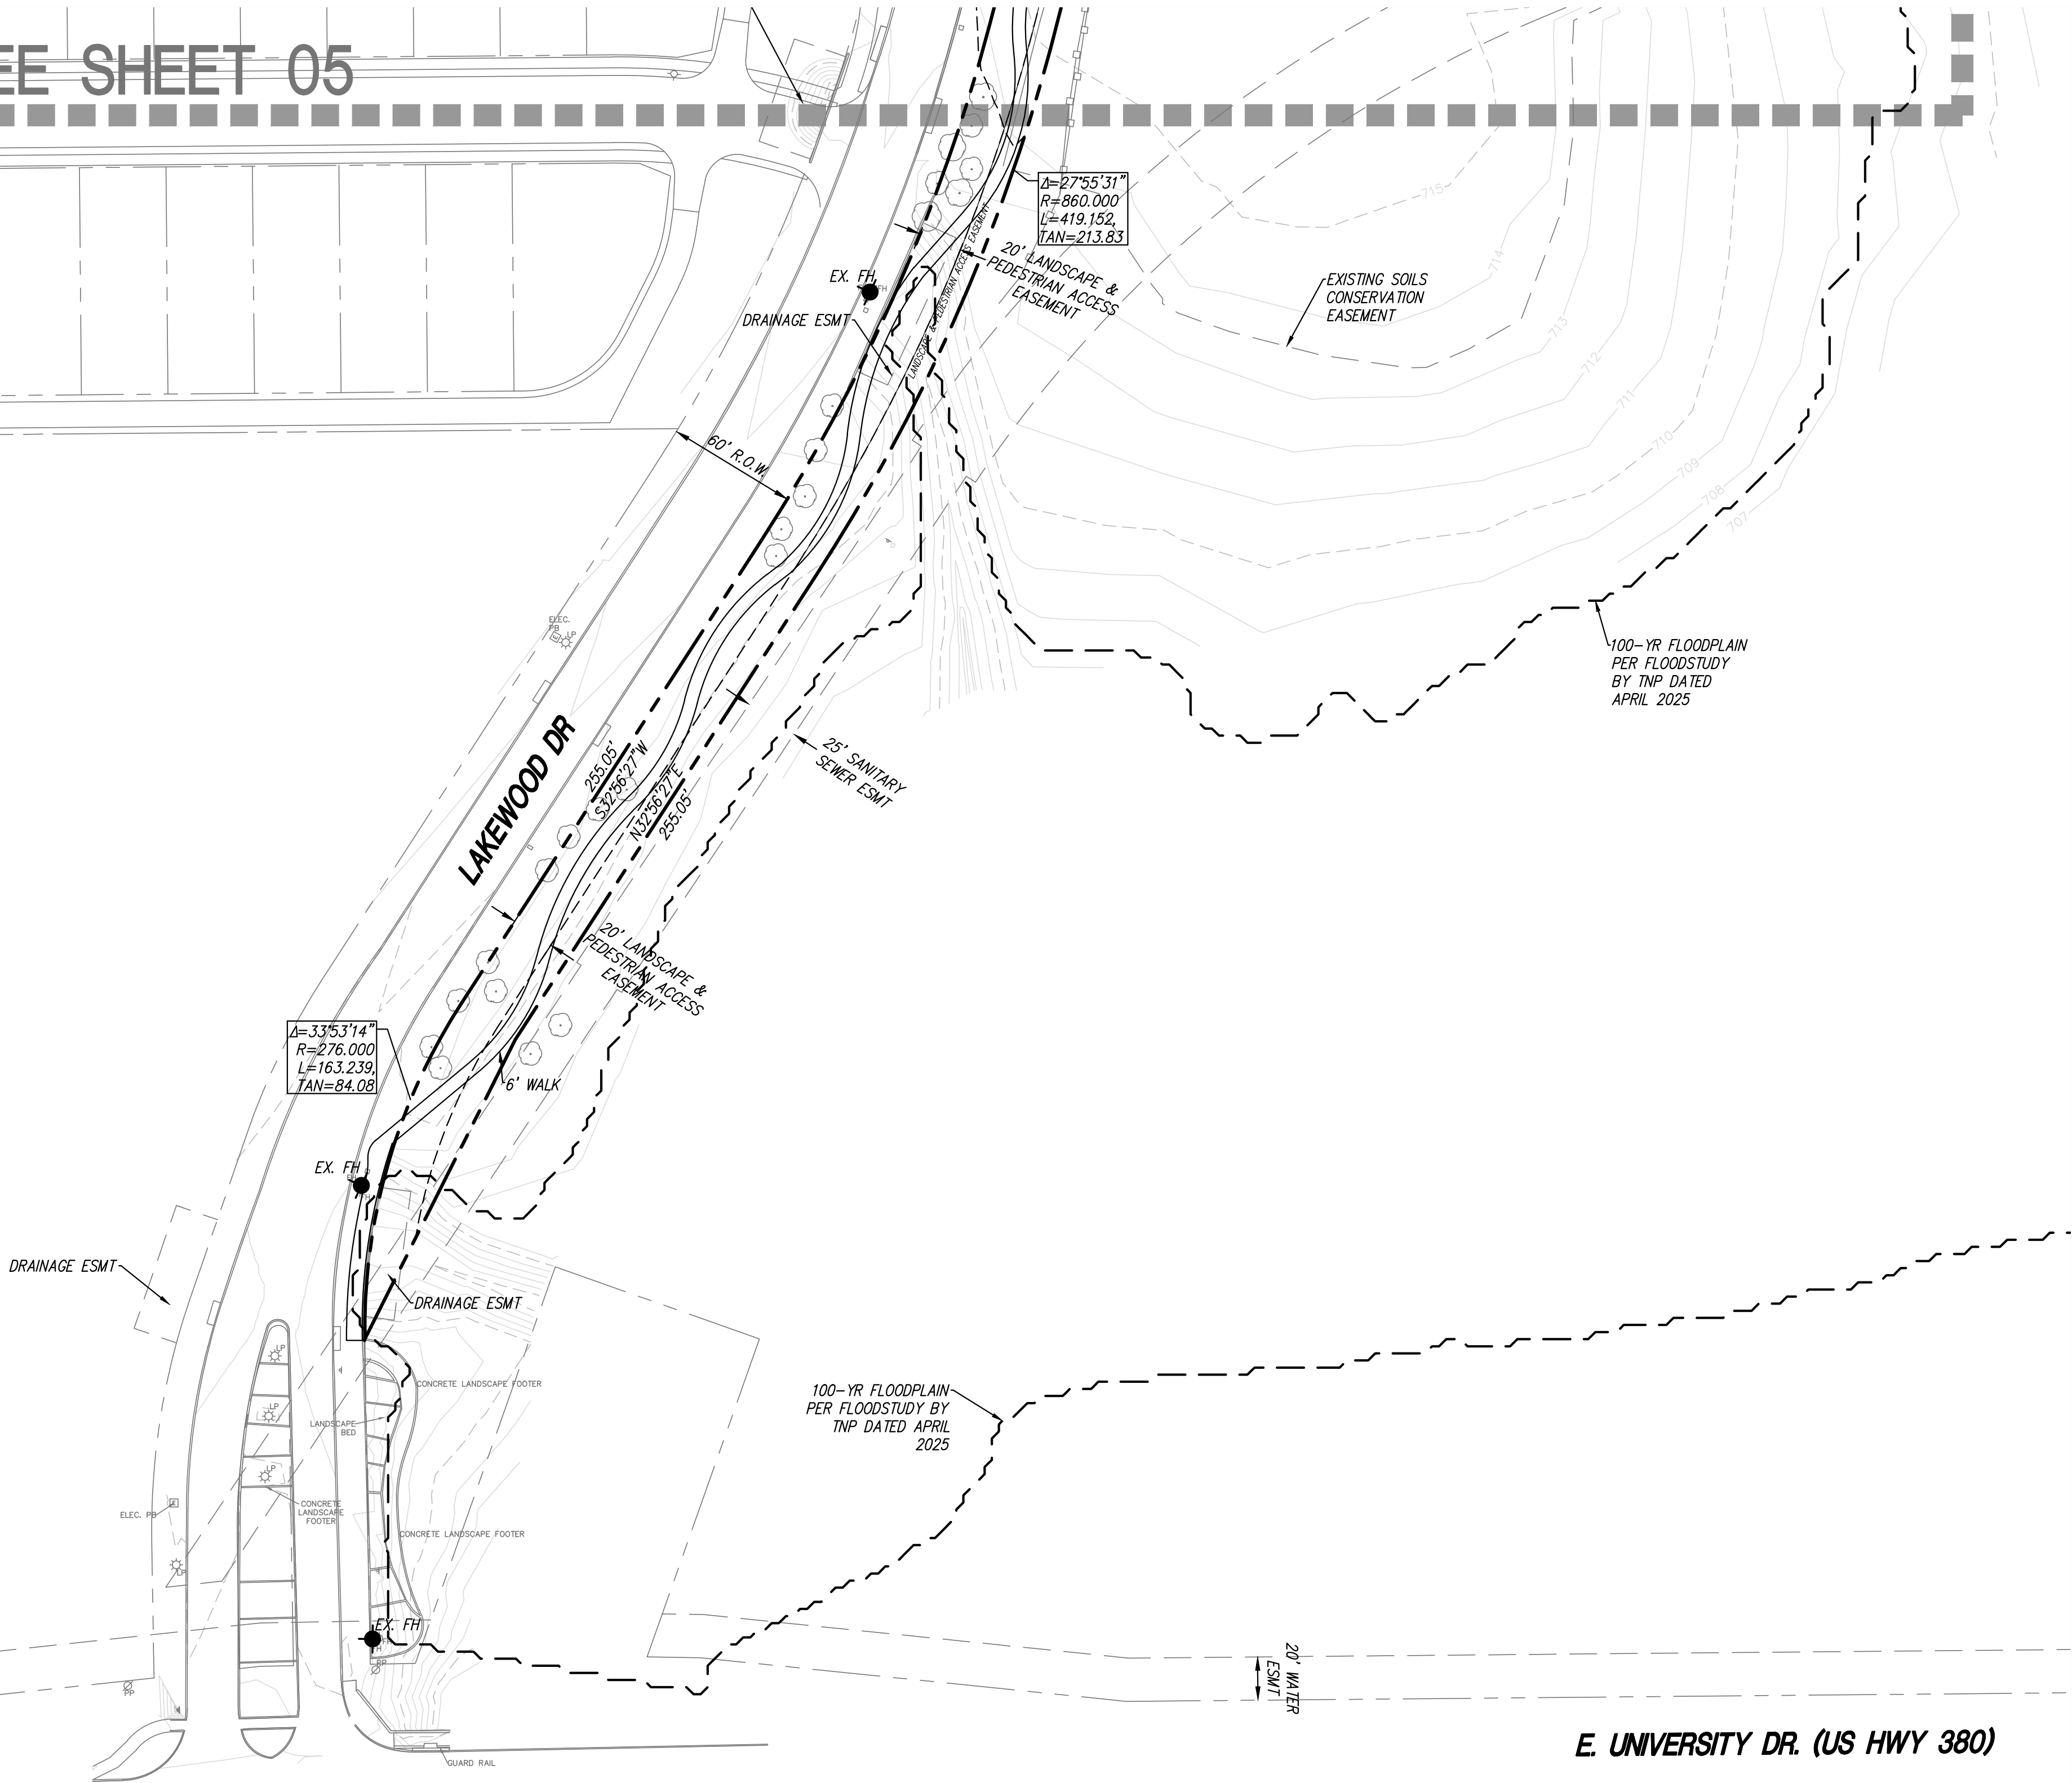 EE SHEET 05
Δ=27°55'31"
R=860.000
L=419.152,
TAN=213.83
715
714
713
712
711
710
709
708
707
EX. FH
FH
DRAINAGE ESMT
LANDSCAPE & PEDESTRIAN ACCESS EASEMENT
20' LANDSCAPE &
PEDESTRIAN ACCESS
EASEMENT
EXISTING SOILS
CONSERVATION
EASEMENT
60' R.O.W.
ELEC.
PB
E
LP
100-YR FLOODPLAIN
PER FLOODSTUDY
BY TNP DATED
APRIL 2025
LAKEWOOD DR
255.05'
S32°56'27"W
N32°56'27"E
255.05'
25' SANITARY
SEWER ESMT
20' LANDSCAPE &
PEDESTRIAN ACCESS
EASEMENT
Δ=33°53'14"
R=276.000
L=163.239,
TAN=84.08
6' WALK
EX. FH
DRAINAGE ESMT
DRAINAGE ESMT
LP
CONCRETE LANDSCAPE FOOTER
LP
LANDSCAPE
BED
100-YR FLOODPLAIN
PER FLOODSTUDY BY
TNP DATED APRIL
2025
LP
CONCRETE
LANDSCAPE
FOOTER
ELEC. PB
E
CONCRETE LANDSCAPE FOOTER
LP
EX. FH
PP
PP
20' WATER
ESMT
E. UNIVERSITY DR. (US HWY 380)
GUARD RAIL